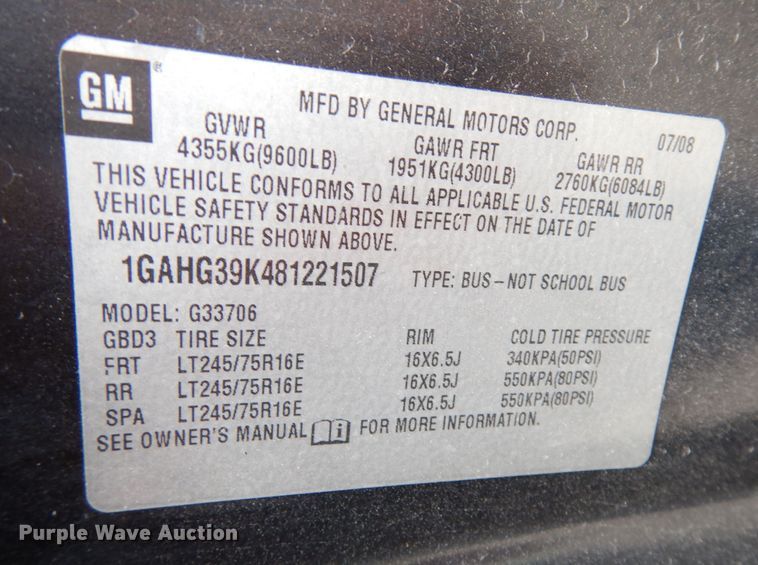 GM®
MFD BY GENERAL MOTORS CORP. 07/08
GVWR GAWR FRT GAWR RR
4355KG(9600LB) 1951KG(4300LB) 2760KG(6084LB)
THIS VEHICLE CONFORMS TO ALL APPLICABLE U.S. FEDERAL MOTOR
VEHICLE SAFETY STANDARDS IN EFFECT ON THE DATE OF
MANUFACTURE SHOWN ABOVE.
1GAHG39K481221507 TYPE: BUS-NOT SCHOOL BUS
MODEL: G33706
GBD3 TIRE SIZE RIM COLD TIRE PRESSURE
FRT LT245/75R16E 16X6.5J 340KPA(50PSI)
RR LT245/75R16E 16X6.5J 550KPA(80PSI)
SPA LT245/75R16E 16X6.5J 550KPA(80PSI)
SEE OWNER'S MANUAL i FOR MORE INFORMATION.
Purple Wave Auction